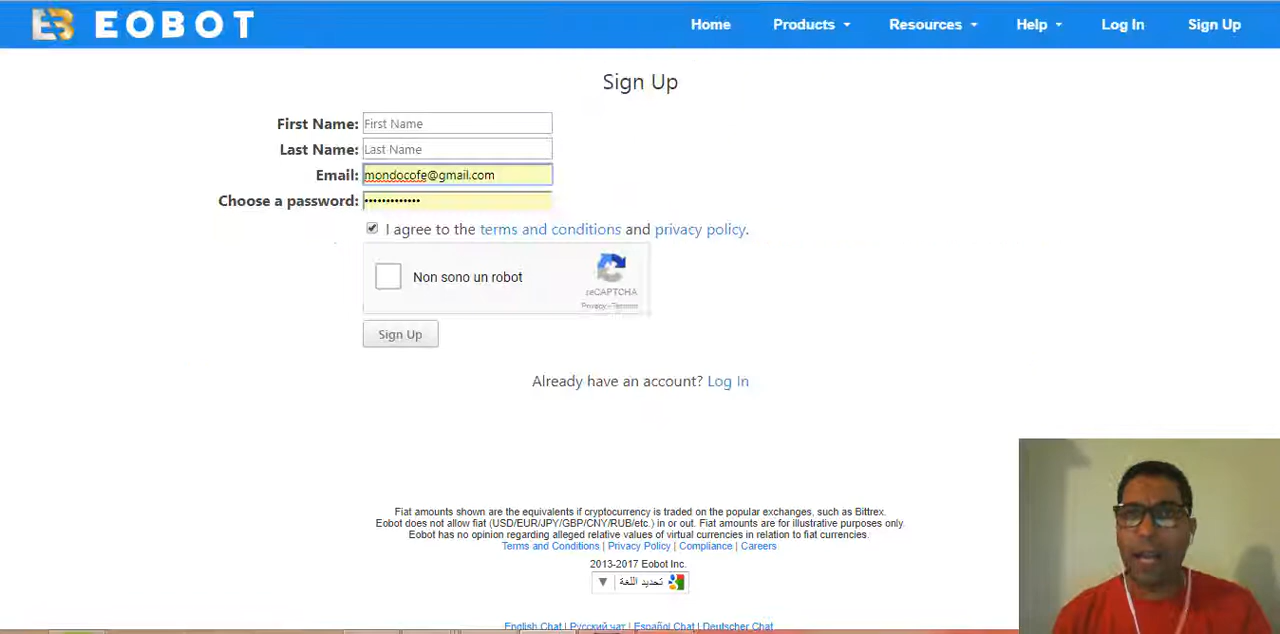 EOBOT
Home Products Resources Help Log In Sign Up
Sign Up
First Name: First Name
Last Name: Last Name
Email: mondocofe@gmail.com
Choose a password: •••••••••••••
I agree to the terms and conditions and privacy policy.
Non sono un robot
reCAPTCHA
Privacy - Termini
Sign Up
Already have an account? Log In
Fiat amounts shown are the equivalents if cryptocurrency is traded on the popular exchanges, such as Bittrex.
Eobot does not allow fiat (USD/EUR/JPY/GBP/CNY/RUB/etc.) in or out. Fiat amounts are for illustrative purposes only.
Eobot has no opinion regarding alleged relative values of virtual currencies in relation to fiat currencies.
Terms and Conditions | Privacy Policy | Compliance | Careers
2013-2017 Eobot Inc.
تحديد اللغة
English Chat | Русский чат | Español Chat | Deutscher Chat